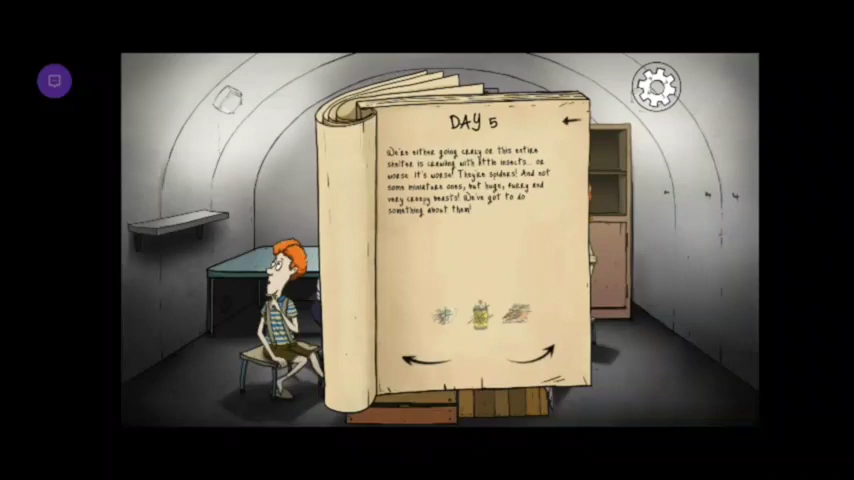 DAY 5
We're either going crazy or this entire
shelter is crawling with little insects... or
worse. It's worse! They're spiders! And not
some miniature ones, but huge, furry and
very creepy beasts! We've got to do
something about them!